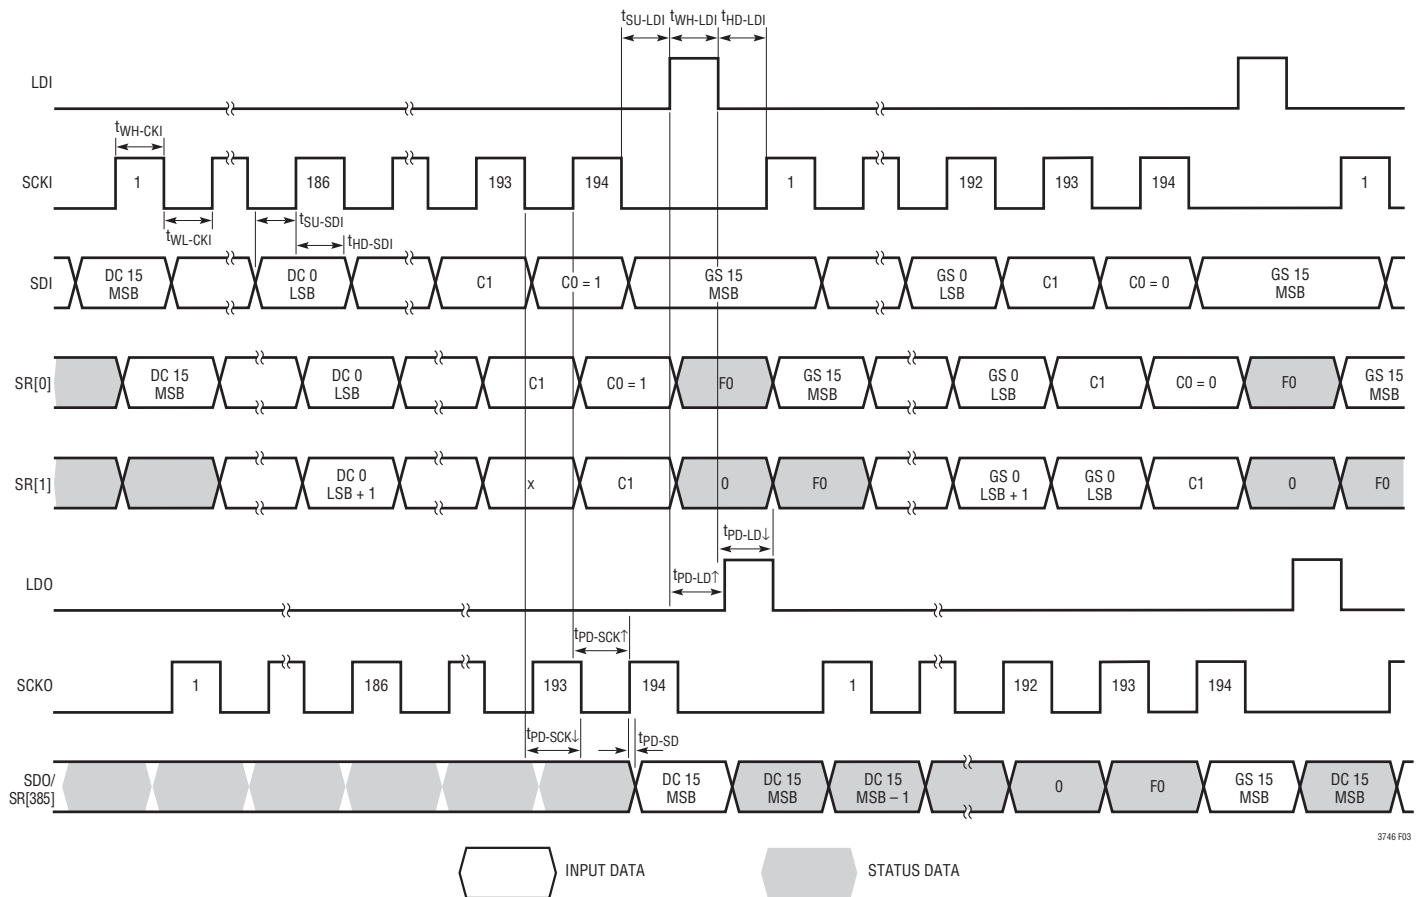 tSU-LDI tWH-LDI tHD-LDI
LDI
tWH-CKI
SCKI 1 186 193 194 1 192 193 194 1
tWL-CKI
tSU-SDI
tHD-SDI
SDI
DC 15
MSB
DC 0
LSB
C1
C0 = 1
GS 15
MSB
GS 0
LSB
C1
C0 = 0
GS 15
MSB
SR[0]
DC 15
MSB
DC 0
LSB
C1
C0 = 1
F0
GS 15
MSB
GS 0
LSB
C1
C0 = 0
F0
GS 15
MSB
SR[1]
DC 0
LSB + 1
x
C1
0
F0
GS 0
LSB + 1
GS 0
LSB
C1
0
F0
tPD-LD↓
tPD-LD↑
LDO
tPD-SCK↑
SCKO 1 186 193 194 1 192 193 194
tPD-SCK↓
tPD-SD
SDO/
SR[385]
DC 15
MSB
DC 15
MSB
DC 15
MSB – 1
0
F0
GS 15
MSB
DC 15
MSB
3746 F03
INPUT DATA
STATUS DATA